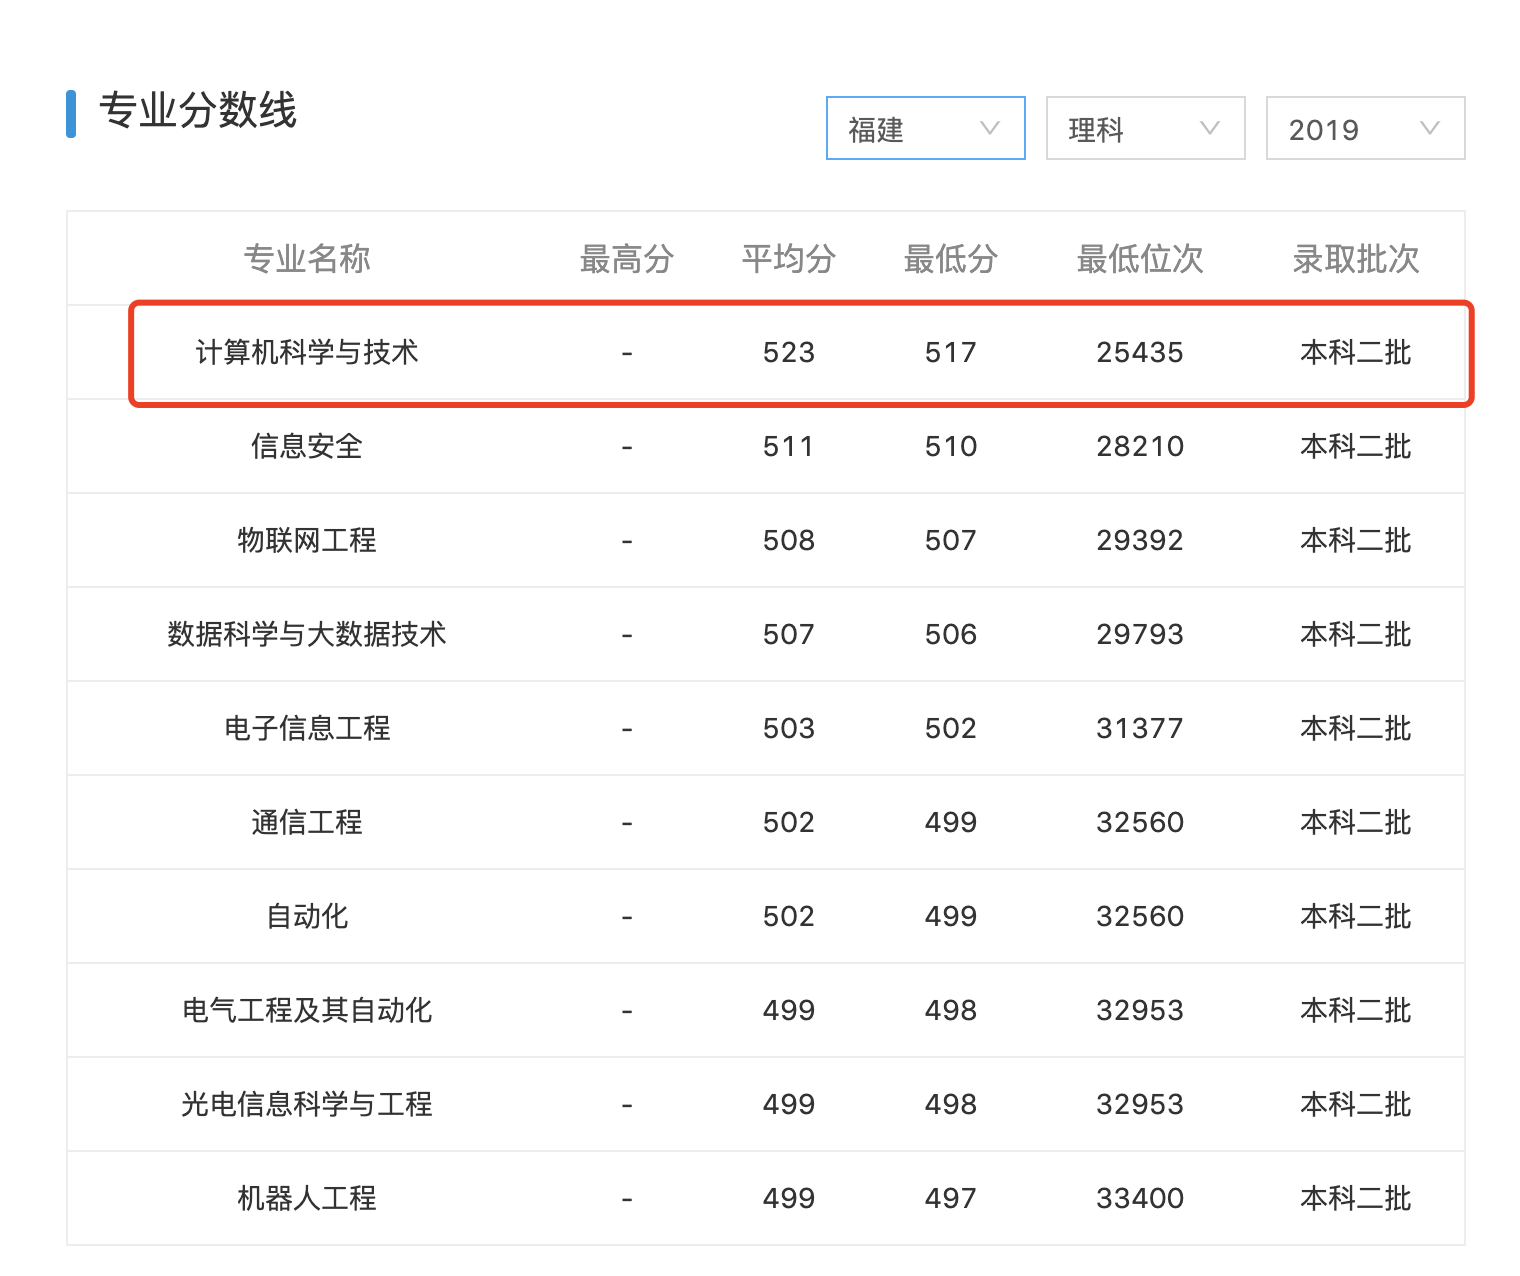 专业分数线
福建 理科 2019
专业名称 最高分 平均分 最低分 最低位次 录取批次
计算机科学与技术 - 523 517 25435 本科二批
信息安全 - 511 510 28210 本科二批
物联网工程 - 508 507 29392 本科二批
数据科学与大数据技术 - 507 506 29793 本科二批
电子信息工程 - 503 502 31377 本科二批
通信工程 - 502 499 32560 本科二批
自动化 - 502 499 32560 本科二批
电气工程及其自动化 - 499 498 32953 本科二批
光电信息科学与工程 - 499 498 32953 本科二批
机器人工程 - 499 497 33400 本科二批